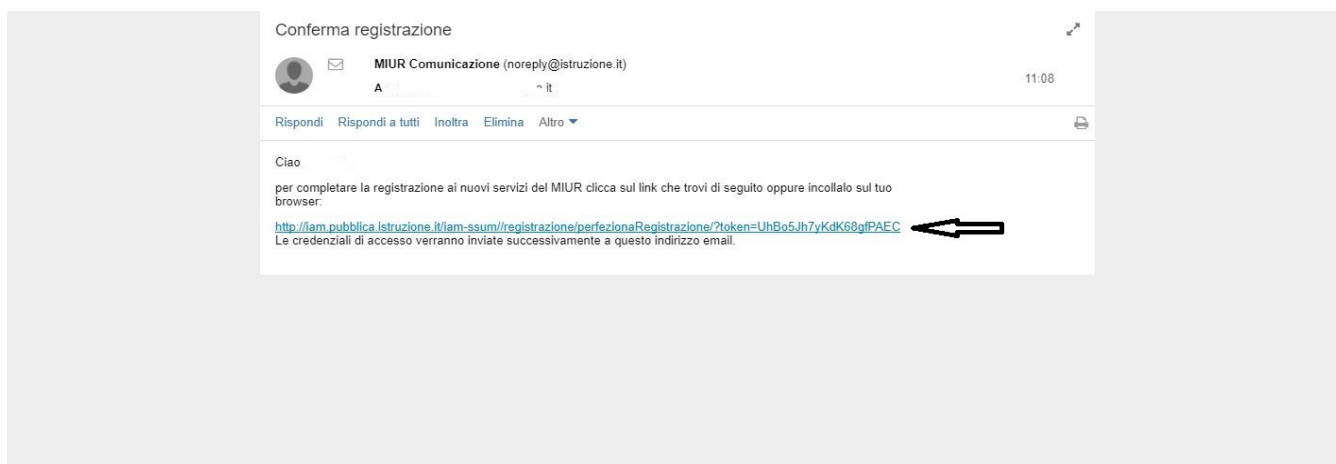 Conferma registrazione
MIUR Comunicazione (noreply@istruzione.it)
11:08
A it
Rispondi Rispondi a tutti Inoltra Elimina Altro
Ciao
per completare la registrazione ai nuovi servizi del MIUR clicca sul link che trovi di seguito oppure incollalo sul tuo
browser:
http://iam.pubblica.istruzione.it/iam-ssum//registrazione/perfezionaRegistrazione/?token=UhBo5Jh7yKdK68gfPAEC
Le credenziali di accesso verranno inviate successivamente a questo indirizzo email.